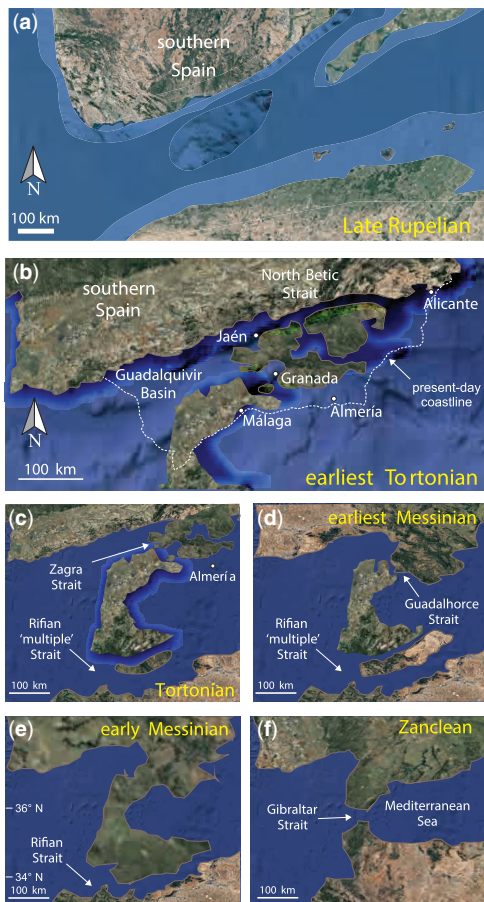 (a)
southern
Spain
N
100 km
Late Rupelian
(b)
southern
Spain
North Betic
Strait
Alicante
Jaén
Guadalquivir
Basin
Granada
present-day
coastline
N
Málaga
Almería
100 km
earliest Tortonian
(c)
Zagra
Strait
Almería
Rifian
'multiple'
Strait
100 km
Tortonian
(d)
earliest Messinian
Guadalhorce
Strait
Rifian
'multiple'
Strait
100 km
(e)
early Messinian
36° N
Rifian
Strait
34° N
100 km
(f)
Zanclean
Gibraltar
Strait
Mediterranean
Sea
100 km